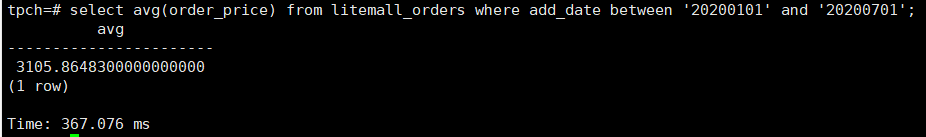 tpch=# select avg(order_price) from litemall_orders where add_date between '20200101' and '20200701';
avg
-----------------------
3105.8648300000000000
(1 row)
Time: 367.076 ms